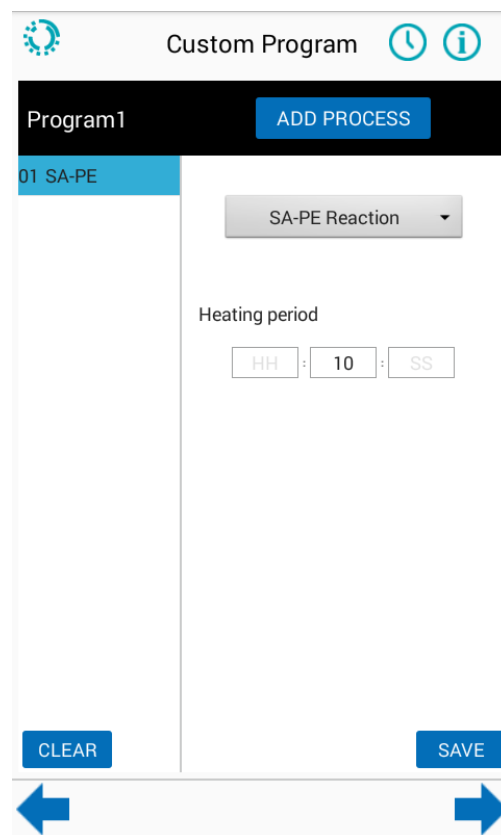 Custom Program
Program1
ADD PROCESS
01 SA-PE
SA-PE Reaction
Heating period
HH : 10 : SS
CLEAR
SAVE